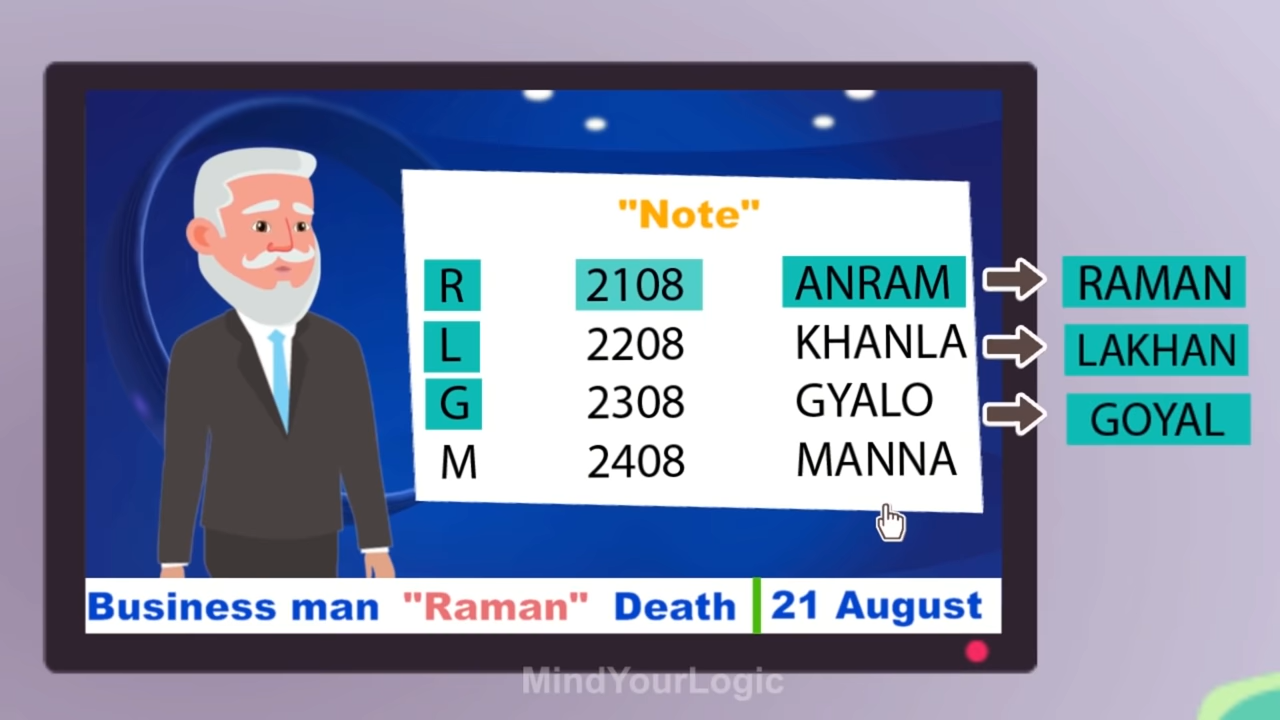 "Note"
R 2108 ANRAM RAMAN
L 2208 KHANLA LAKHAN
G 2308 GYALO GOYAL
M 2408 MANNA
Business man "Raman" Death 21 August
MindYourLogic